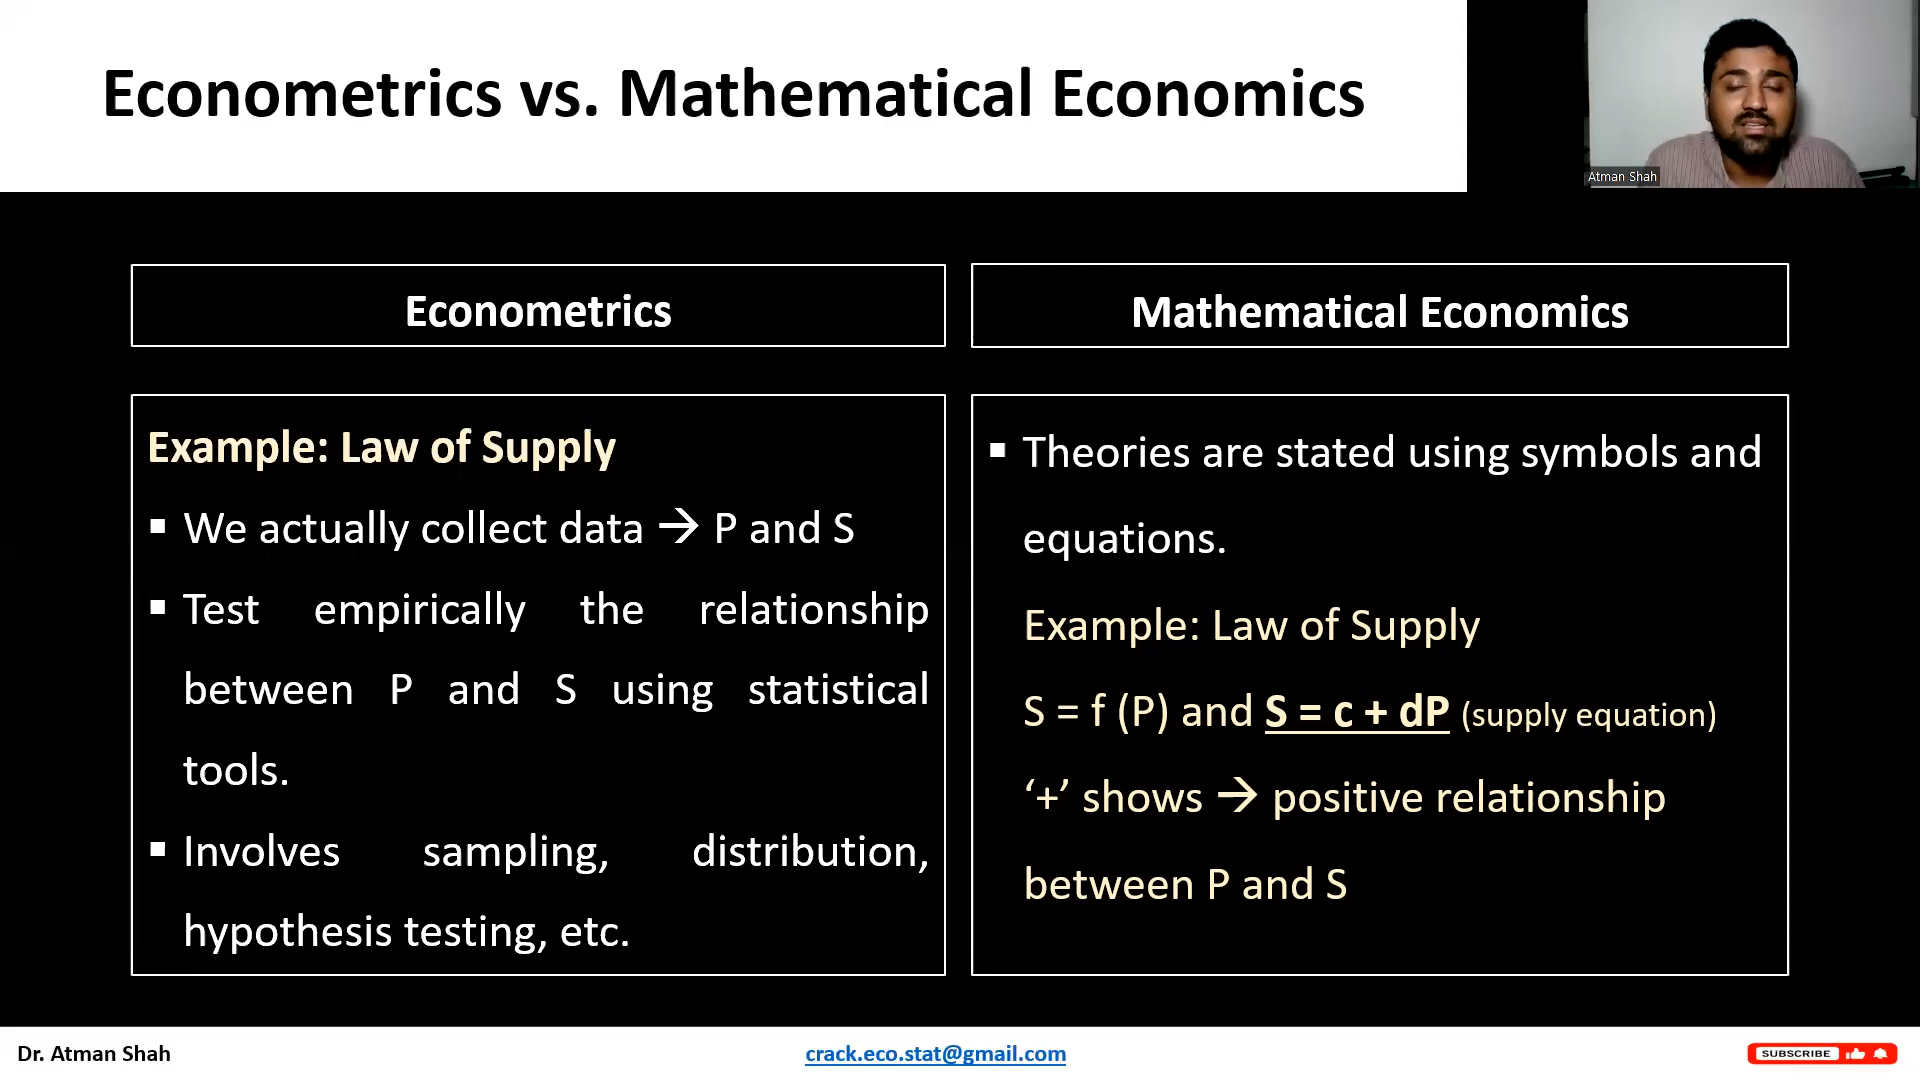 Econometrics vs. Mathematical Economics
Atman Shah
Econometrics
Example: Law of Supply
▪ We actually collect data → P and S
▪ Test empirically the relationship
between P and S using statistical
tools.
▪ Involves sampling, distribution,
hypothesis testing, etc.
Mathematical Economics
▪ Theories are stated using symbols and
equations.
Example: Law of Supply
S = f (P) and S = c + dP (supply equation)
‘+’ shows → positive relationship
between P and S
Dr. Atman Shah
crack.eco.stat@gmail.com
SUBSCRIBE